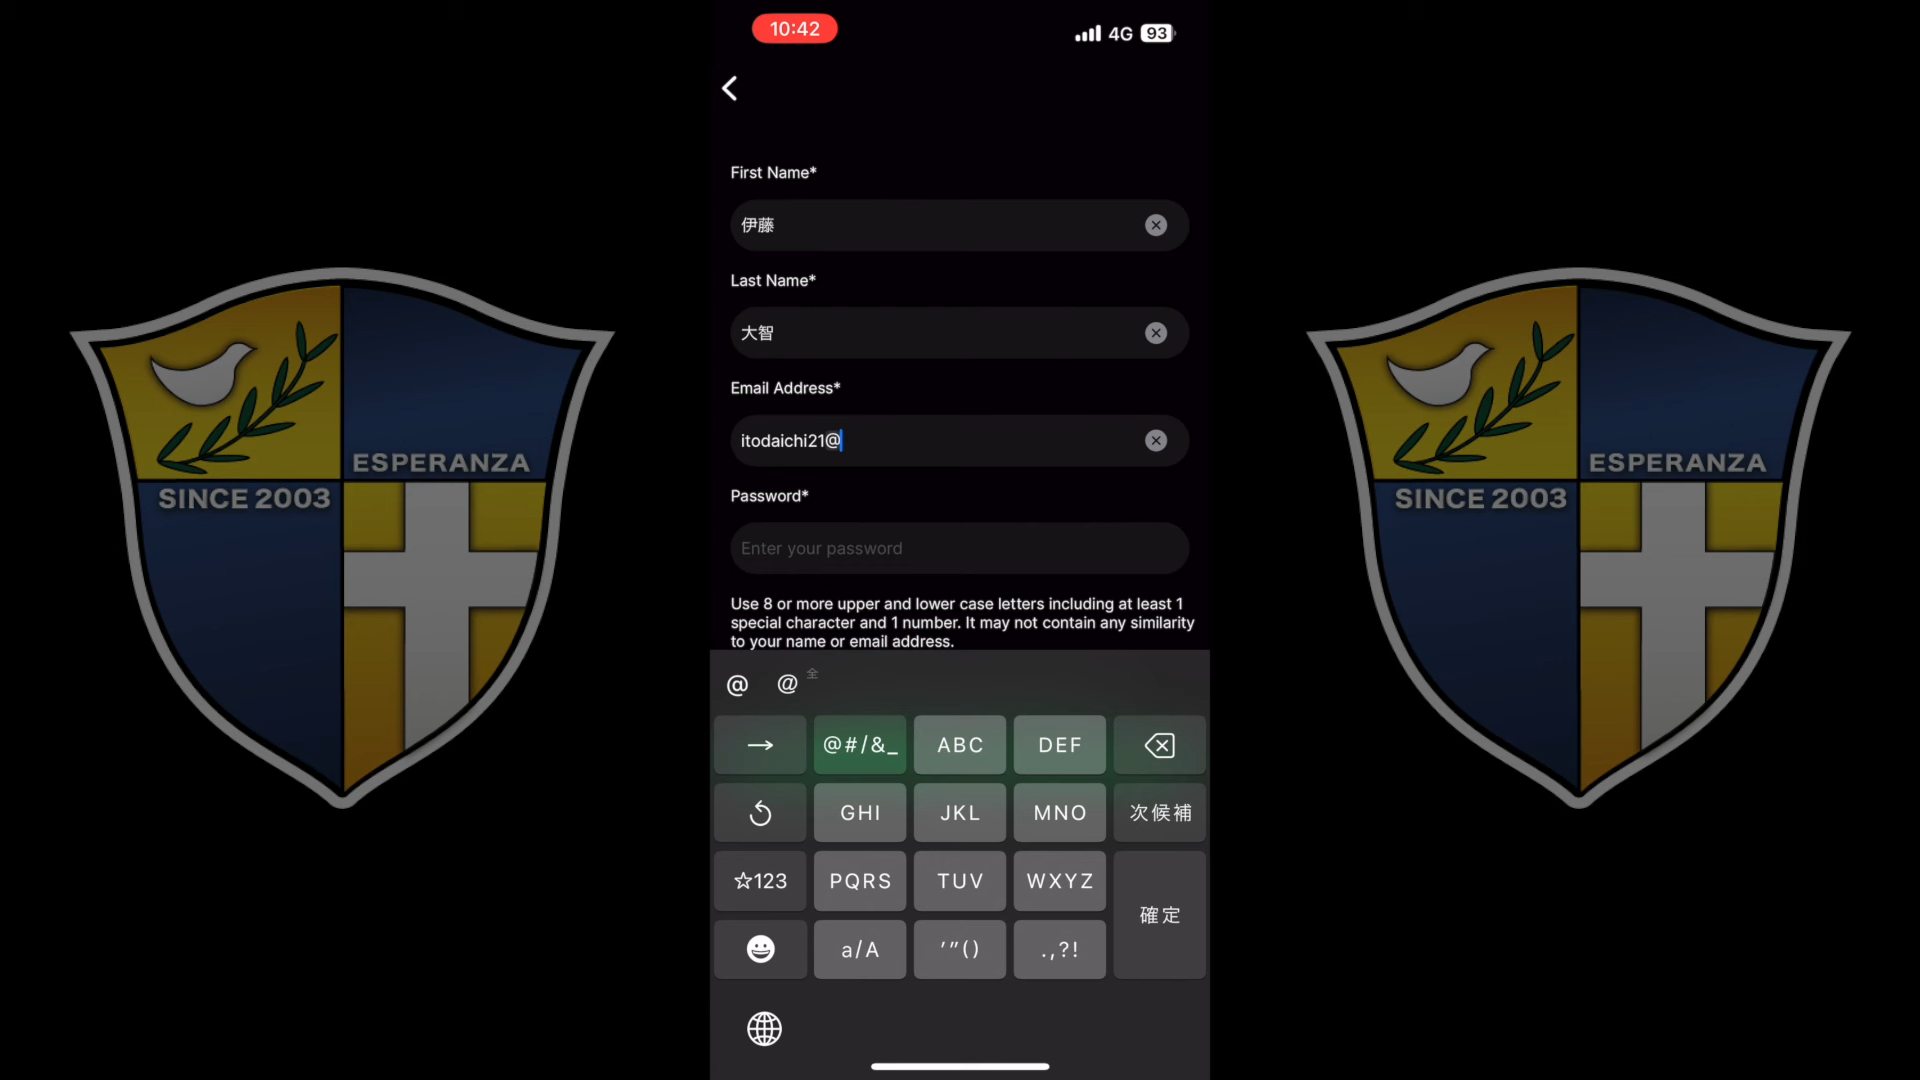 10:42
4G 93
First Name*
伊藤
Last Name*
大智
Email Address*
itodaichi21@
Password*
Enter your password
Use 8 or more upper and lower case letters including at least 1
special character and 1 number. It may not contain any similarity
to your name or email address.
@ @ 全
→ @#/&_ ABC DEF
GHI JKL MNO 次候補
☆123 PQRS TUV WXYZ
確定
a/A ’”() .,?!
ESPERANZA
SINCE 2003
ESPERANZA
SINCE 2003